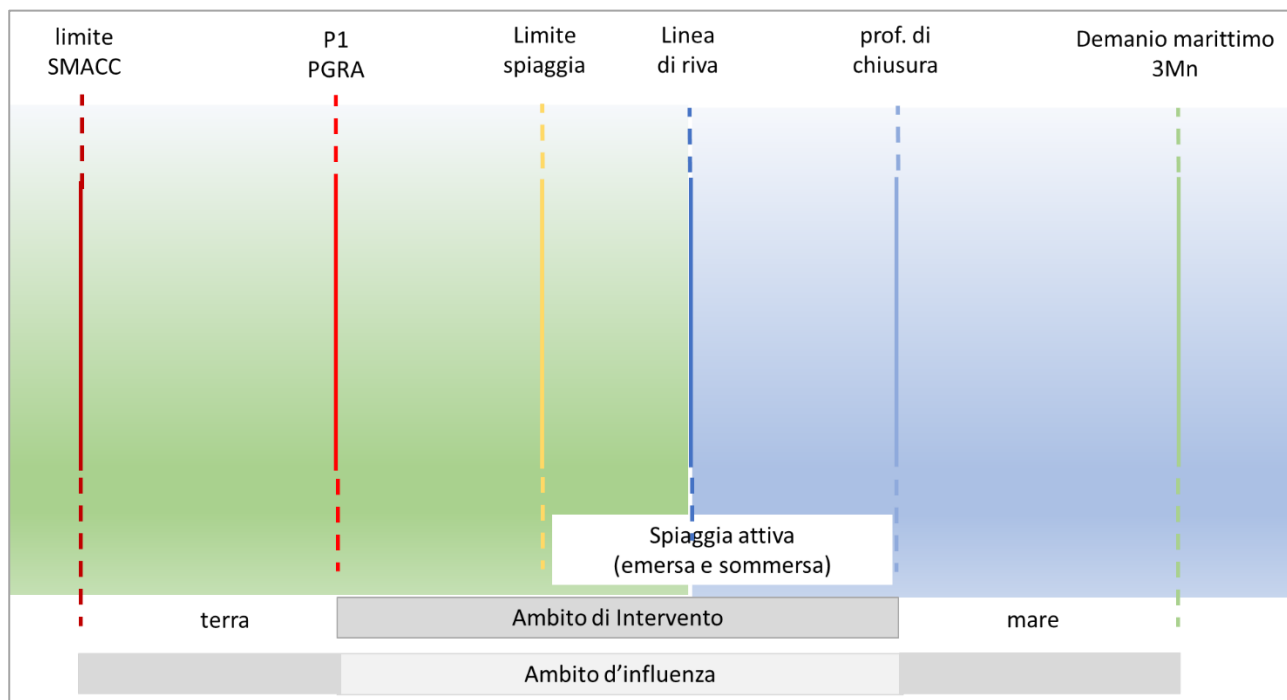 limite
SMACC
P1
PGRA
Limite
spiaggia
Linea
di riva
prof. di
chiusura
Demanio marittimo
3Mn
Spiaggia attiva
(emersa e sommersa)
terra
Ambito di Intervento
mare
Ambito d’influenza